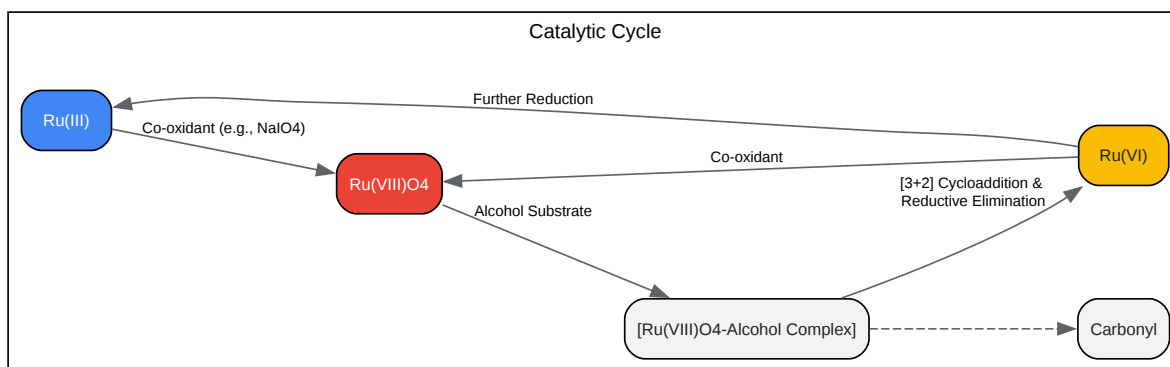 Catalytic Cycle
Further Reduction
Ru(III)
Co-oxidant (e.g., NaIO4)
Ru(VI)
Co-oxidant
Ru(VIII)O4
[3+2] Cycloaddition &
Reductive Elimination
Alcohol Substrate
[Ru(VIII)O4-Alcohol Complex]
Carbonyl